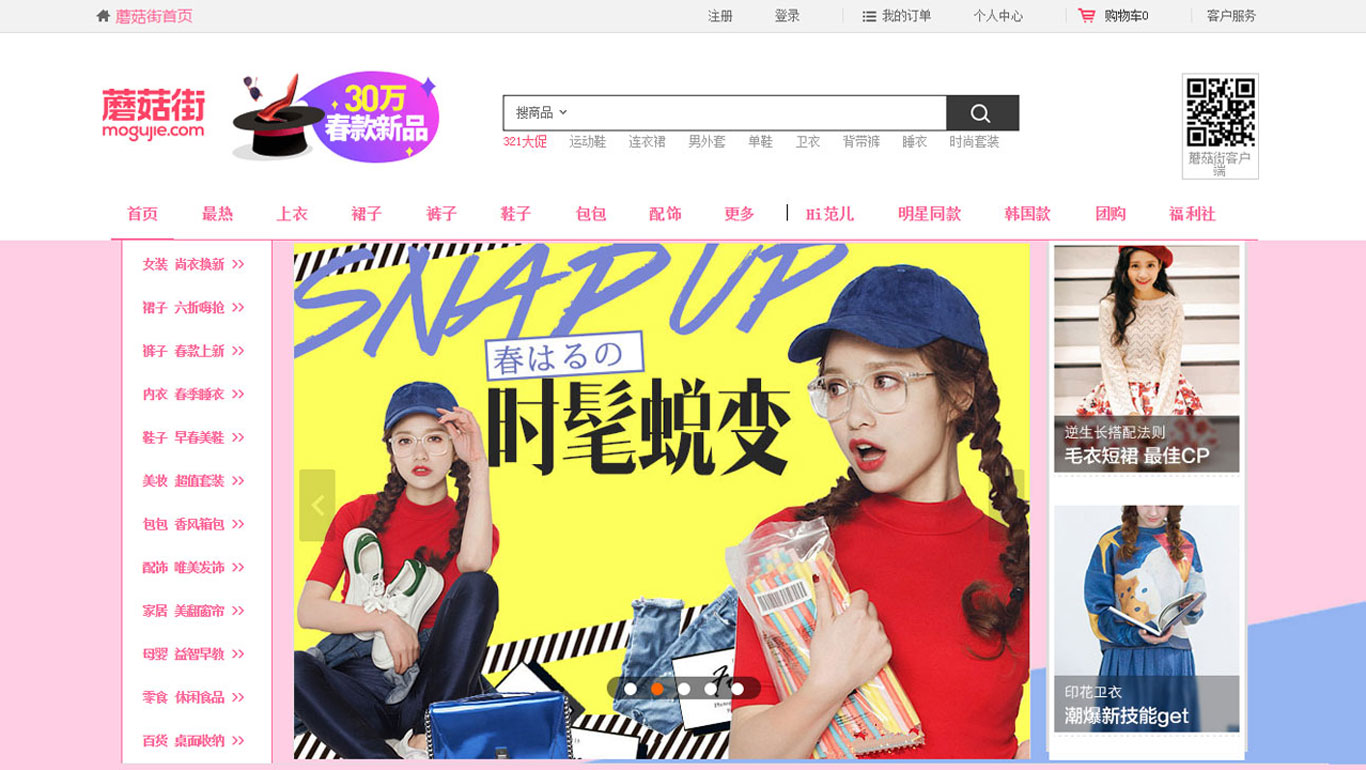 蘑菇街首页
注册
登录
我的订单
个人中心
购物车0
客户服务
蘑菇街
mogujie.com
30万
春款新品
搜商品
321大促 运动鞋 连衣裙 男外套 单鞋 卫衣 背带裤 睡衣 时尚套装
蘑菇街客户
端
首页 最热 上衣 裙子 裤子 鞋子 包包 配饰 更多 Hi范儿 明星同款 韩国款 团购 福利社
女装 尚衣换新 >>
裙子 六折嗨抢 >>
裤子 春款上新 >>
内衣 春季睡衣 >>
鞋子 早春美鞋 >>
美妆 超值套装 >>
包包 香风箱包 >>
配饰 唯美发饰 >>
家居 美翻窗帘 >>
母婴 益智早教 >>
零食 休闲食品 >>
百货 桌面收纳 >>
SNAP UP
春はるの
时髦蜕变
逆生长搭配法则
毛衣短裙 最佳CP
印花卫衣
潮爆新技能get